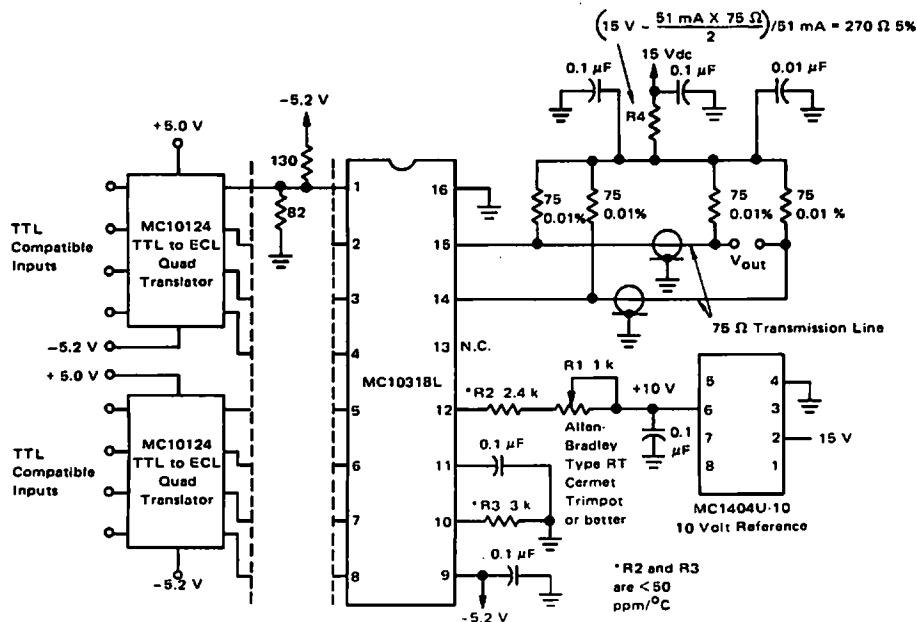 (15 V - 51 mA X 75 Ω / 2)/51 mA = 270 Ω 5%
15 Vdc
0.1 µF
0.1 µF
0.01 µF
R4
-5.2 V
+5.0 V
130
82
MC10124
TTL to ECL
Quad
Translator
TTL
Compatible
Inputs
-5.2 V
+5.0 V
MC10124
TTL to ECL
Quad
Translator
TTL
Compatible
Inputs
-5.2 V
1
2
3
4
5
6
7
8
MC10318L
16
15
14
13
12
11
10
9
75
0.01%
75
0.01%
75
0.01%
75
0.01%
Vout
75 Ω Transmission Line
N.C.
*R2 2.4 k
R1 1 k
+10 V
Allen-
Bradley
Type RT
Cermet
Trimpot
or better
0.1 µF
*R3 3 k
0.1 µF
-5.2 V
0.1
µF
5
6
7
8
4
3
2
1
15 V
MC1404U-10
10 Volt Reference
*R2 and R3
are <50
ppm/°C